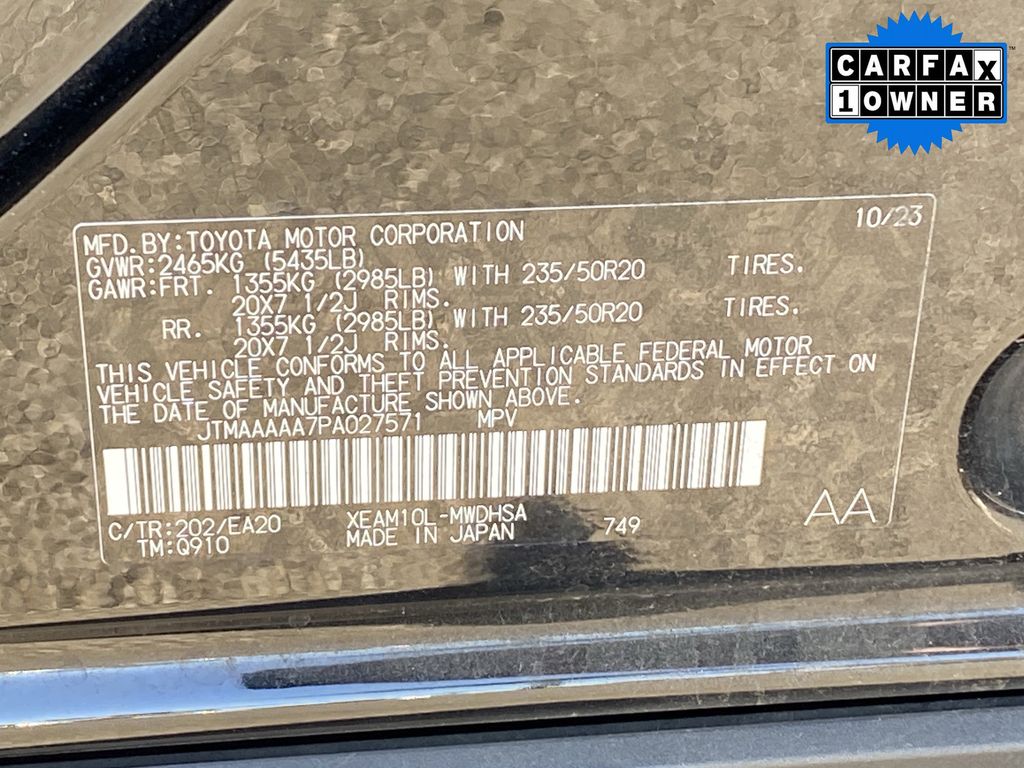 CARFAX
1 OWNER
10/23
MFD.BY:TOYOTA MOTOR CORPORATION
GVWR:2465KG (5435LB)
GAWR:FRT. 1355KG (2985LB) WITH 235/50R20 TIRES.
20X7 1/2J RIMS.
RR. 1355KG (2985LB) WITH 235/50R20 TIRES.
20X7 1/2J RIMS.
THIS VEHICLE CONFORMS TO ALL APPLICABLE FEDERAL MOTOR
VEHICLE SAFETY AND THEFT PREVENTION STANDARDS IN EFFECT ON
THE DATE OF MANUFACTURE SHOWN ABOVE.
JTMAAAAA7PA027571 MPV
C/TR:202/EA20 XEAM10L-MWDHSA 749 AA
TM:Q910 MADE IN JAPAN